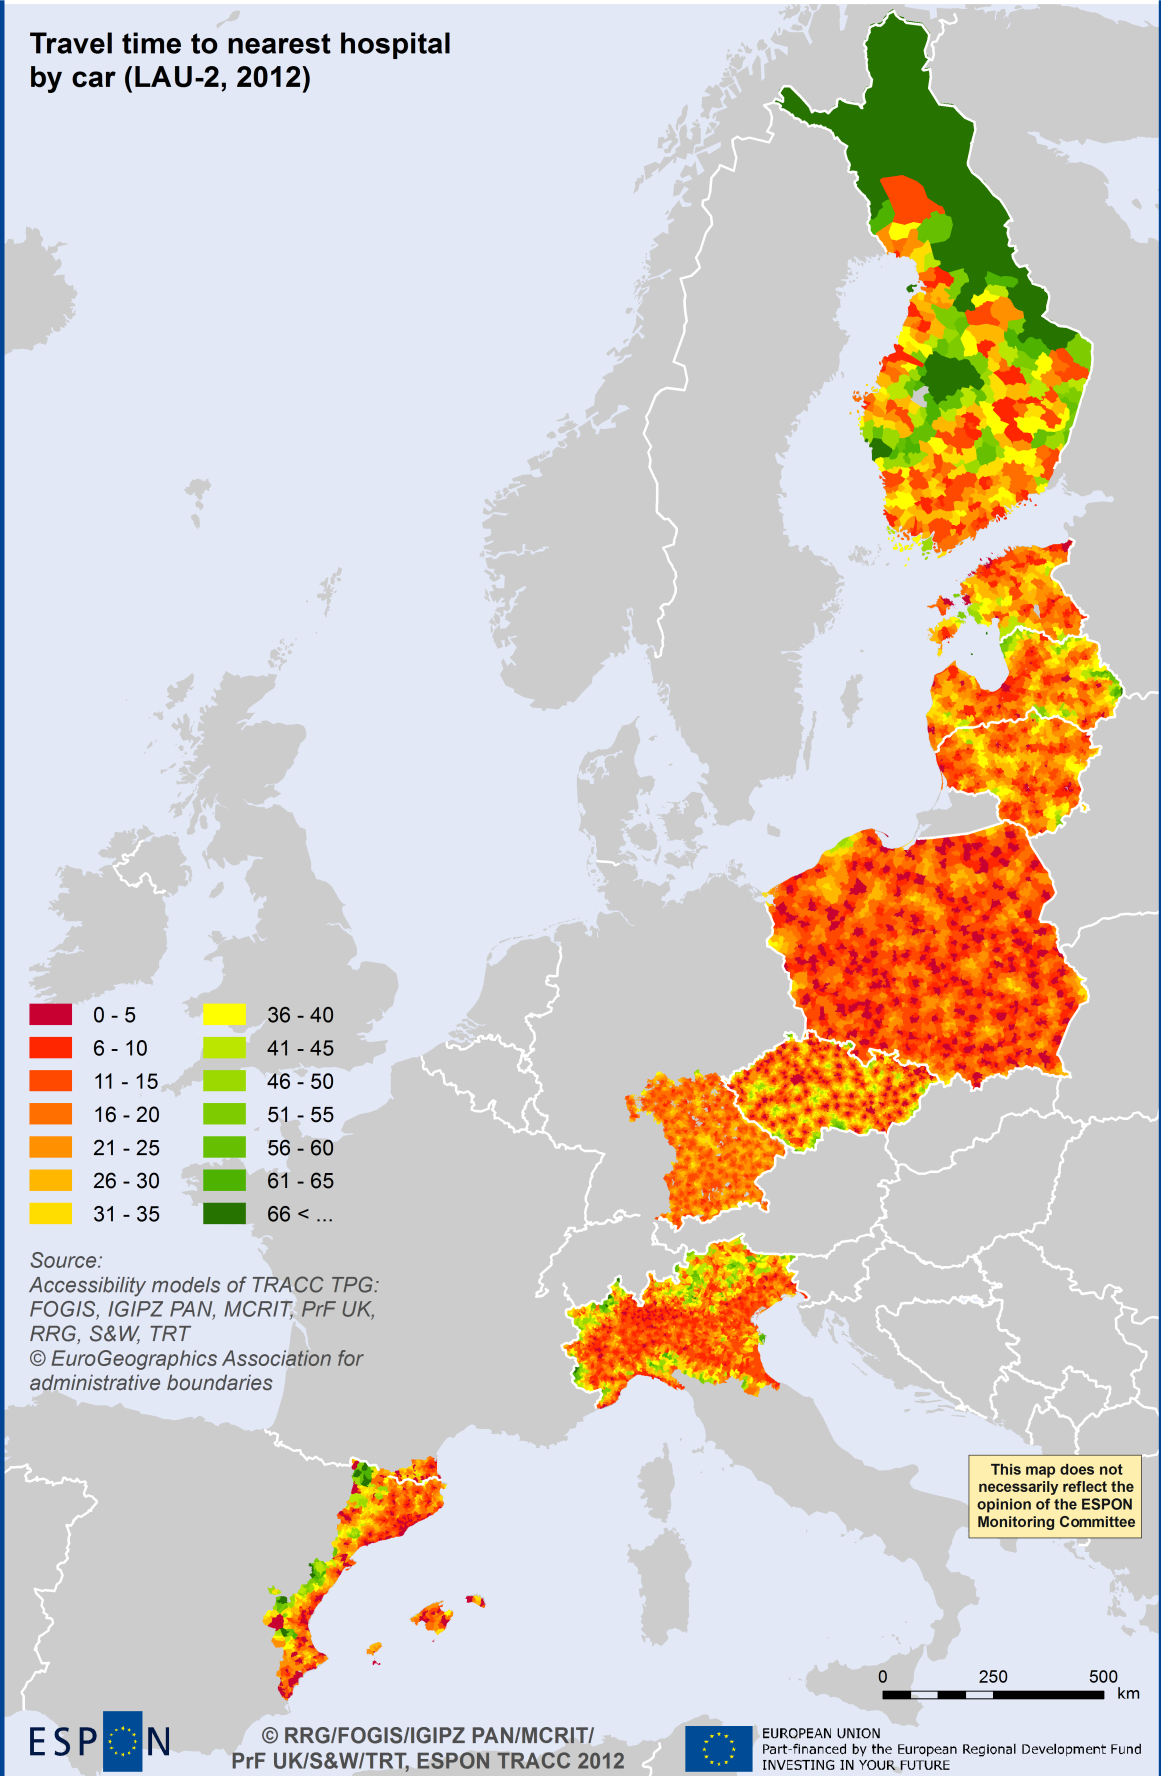 Travel time to nearest hospital
by car (LAU-2, 2012)
0 - 5
6 - 10
11 - 15
16 - 20
21 - 25
26 - 30
31 - 35
36 - 40
41 - 45
46 - 50
51 - 55
56 - 60
61 - 65
66 < ...
Source:
Accessibility models of TRACC TPG:
FOGIS, IGIPZ PAN, MCRIT, PrF UK,
RRG, S&W, TRT
© EuroGeographics Association for
administrative boundaries
This map does not
necessarily reflect the
opinion of the ESPON
Monitoring Committee
0 250 500
km
ESPON
© RRG/FOGIS/IGIPZ PAN/MCRIT/
PrF UK/S&W/TRT, ESPON TRACC 2012
EUROPEAN UNION
Part-financed by the European Regional Development Fund
INVESTING IN YOUR FUTURE